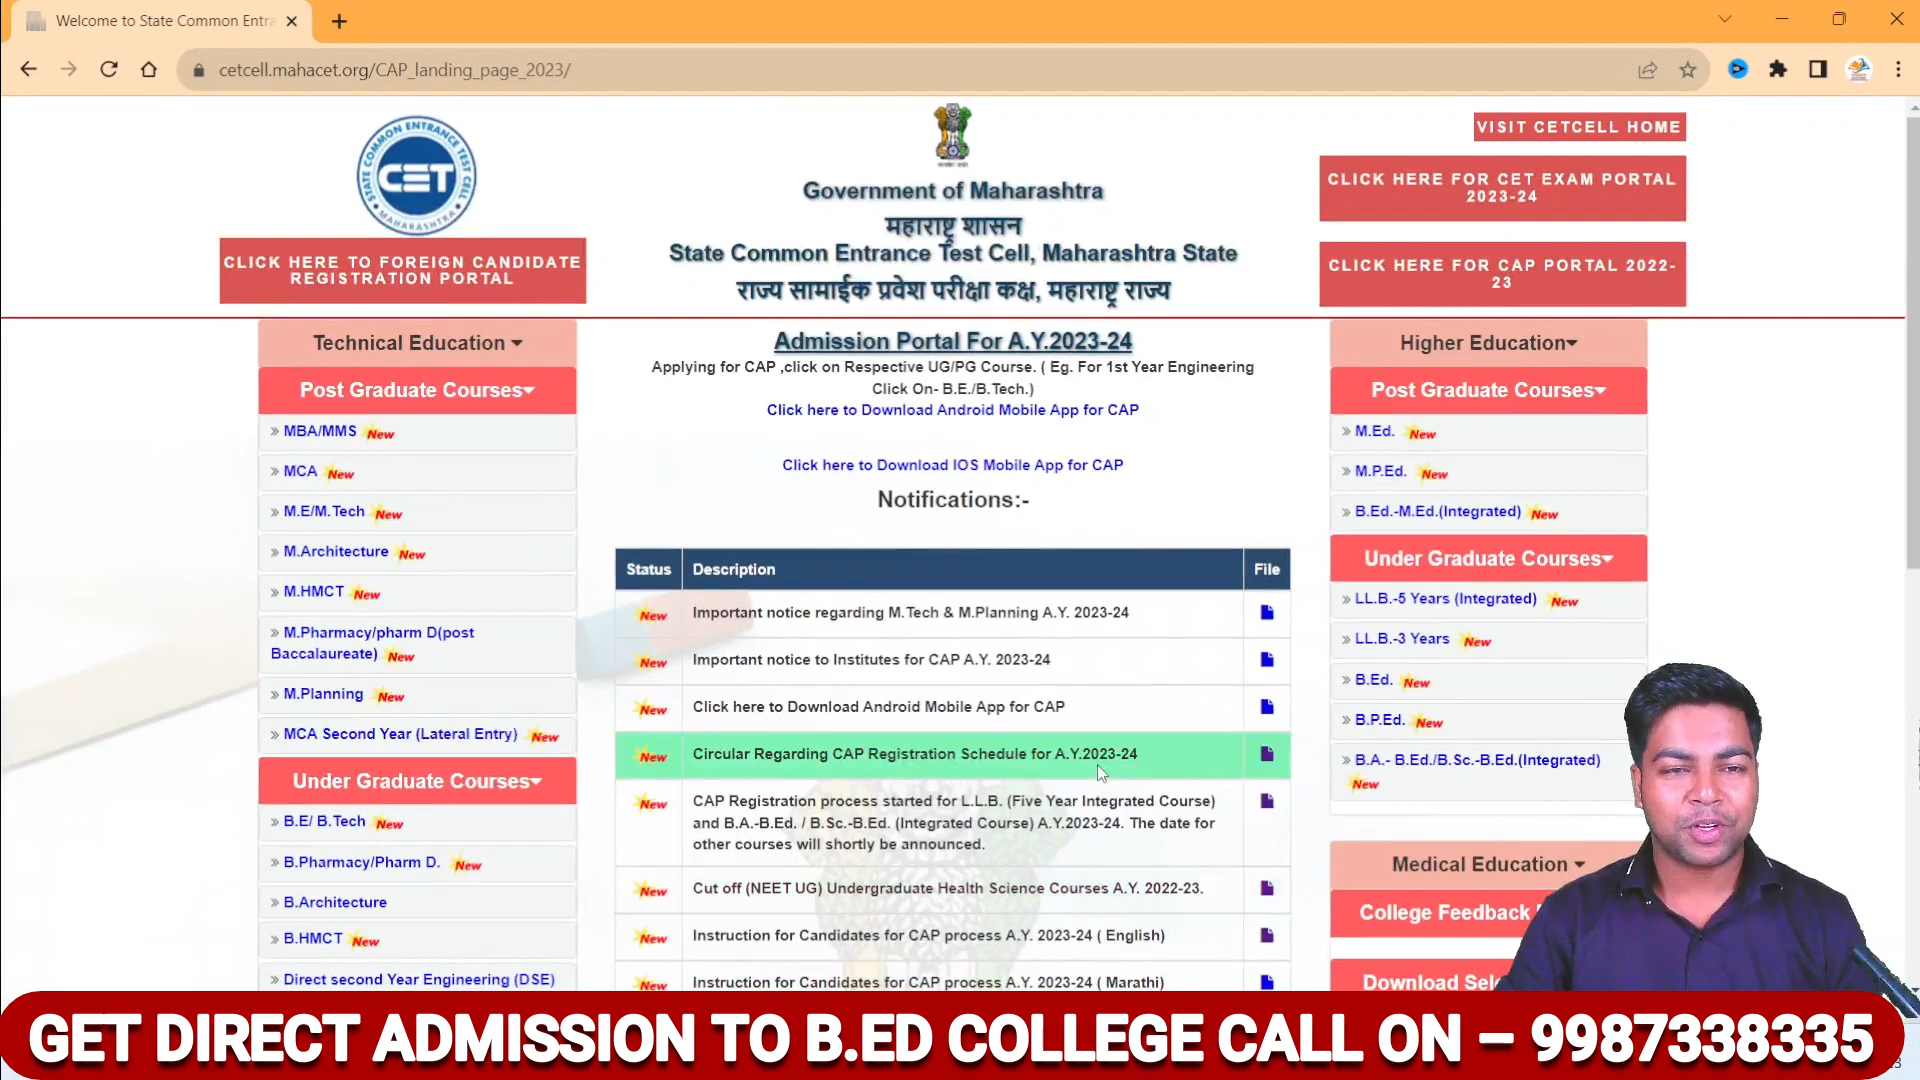 Welcome to State Common Entra
cetcell.mahacet.org/CAP_landing_page_2023/
STATE COMMON ENTRANCE TEST CELL
CET
MAHARASHTRA
CLICK HERE TO FOREIGN CANDIDATE
REGISTRATION PORTAL
Government of Maharashtra
महाराष्ट्र शासन
State Common Entrance Test Cell, Maharashtra State
राज्य सामाईक प्रवेश परीक्षा कक्ष, महाराष्ट्र राज्य
VISIT CETCELL HOME
CLICK HERE FOR CET EXAM PORTAL
2023-24
CLICK HERE FOR CAP PORTAL 2022-
23
Technical Education
Post Graduate Courses
» MBA/MMS New
» MCA New
» M.E/M.Tech New
» M.Architecture New
» M.HMCT New
» M.Pharmacy/pharm D(post
Baccalaureate) New
» M.Planning New
» MCA Second Year (Lateral Entry) New
Under Graduate Courses
» B.E/ B.Tech New
» B.Pharmacy/Pharm D. New
» B.Architecture
» B.HMCT New
» Direct second Year Engineering (DSE)
Admission Portal For A.Y.2023-24
Applying for CAP ,click on Respective UG/PG Course. ( Eg. For 1st Year Engineering
Click On- B.E./B.Tech.)
Click here to Download Android Mobile App for CAP
Click here to Download IOS Mobile App for CAP
Notifications:-
Status Description File
New Important notice regarding M.Tech & M.Planning A.Y. 2023-24
New Important notice to Institutes for CAP A.Y. 2023-24
New Click here to Download Android Mobile App for CAP
New Circular Regarding CAP Registration Schedule for A.Y.2023-24
New CAP Registration process started for L.L.B. (Five Year Integrated Course)
and B.A.-B.Ed. / B.Sc.-B.Ed. (Integrated Course) A.Y.2023-24. The date for
other courses will shortly be announced.
New Cut off (NEET UG) Undergraduate Health Science Courses A.Y. 2022-23.
New Instruction for Candidates for CAP process A.Y. 2023-24 ( English)
New Instruction for Candidates for CAP process A.Y. 2023-24 ( Marathi)
Higher Education
Post Graduate Courses
» M.Ed. New
» M.P.Ed. New
» B.Ed.-M.Ed.(Integrated) New
Under Graduate Courses
» LL.B.-5 Years (Integrated) New
» LL.B.-3 Years New
» B.Ed. New
» B.P.Ed. New
» B.A.- B.Ed./B.Sc.-B.Ed.(Integrated)
New
Medical Education
College Feedback
Download Sel
GET DIRECT ADMISSION TO B.ED COLLEGE CALL ON – 9987338335